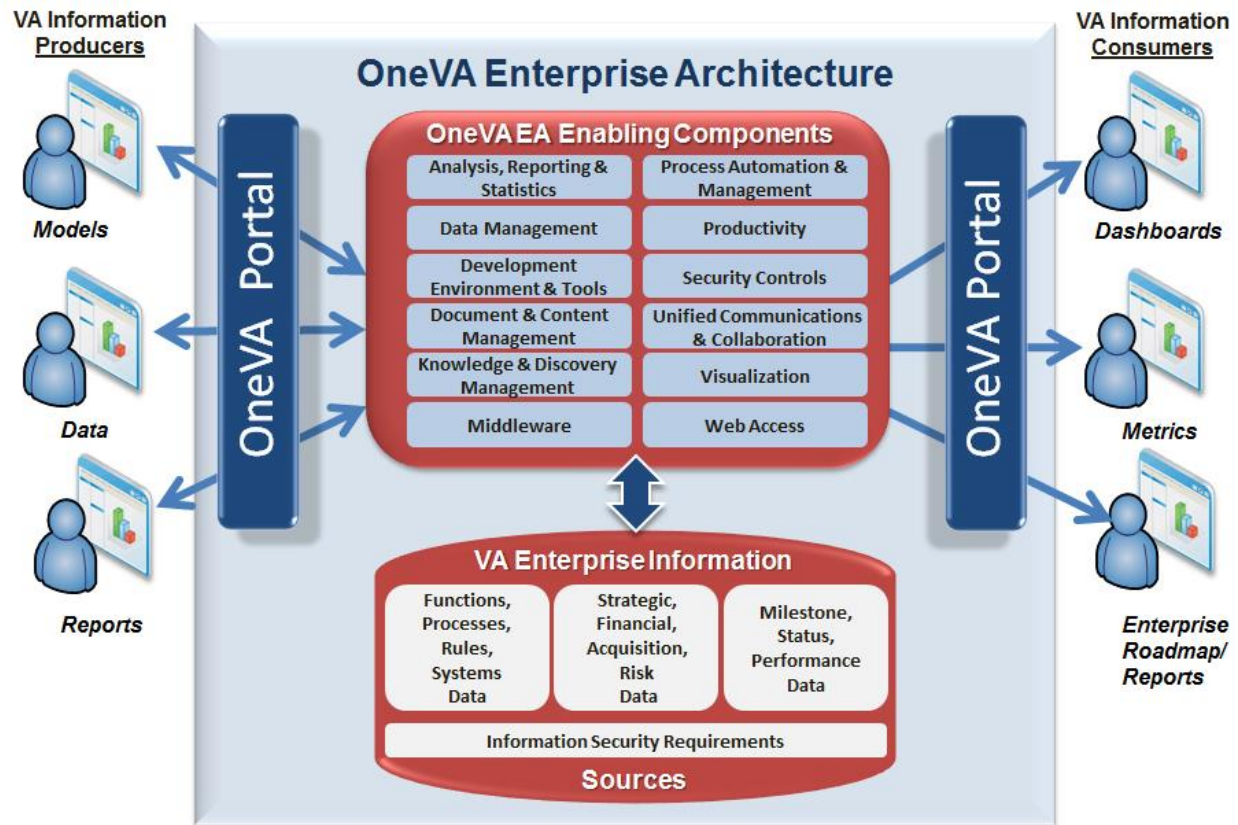 VA Information
Producers
Models
Data
Reports
OneVA Enterprise Architecture
OneVA Portal
OneVA EA Enabling Components
Analysis, Reporting &
Statistics
Process Automation &
Management
Data Management
Productivity
Development
Environment & Tools
Security Controls
Document & Content
Management
Unified Communications
& Collaboration
Knowledge & Discovery
Management
Visualization
Middleware
Web Access
VA Enterprise Information
Functions,
Processes,
Rules,
Systems
Data
Strategic,
Financial,
Acquisition,
Risk
Data
Milestone,
Status,
Performance
Data
Information Security Requirements
Sources
OneVA Portal
VA Information
Consumers
Dashboards
Metrics
Enterprise
Roadmap/
Reports